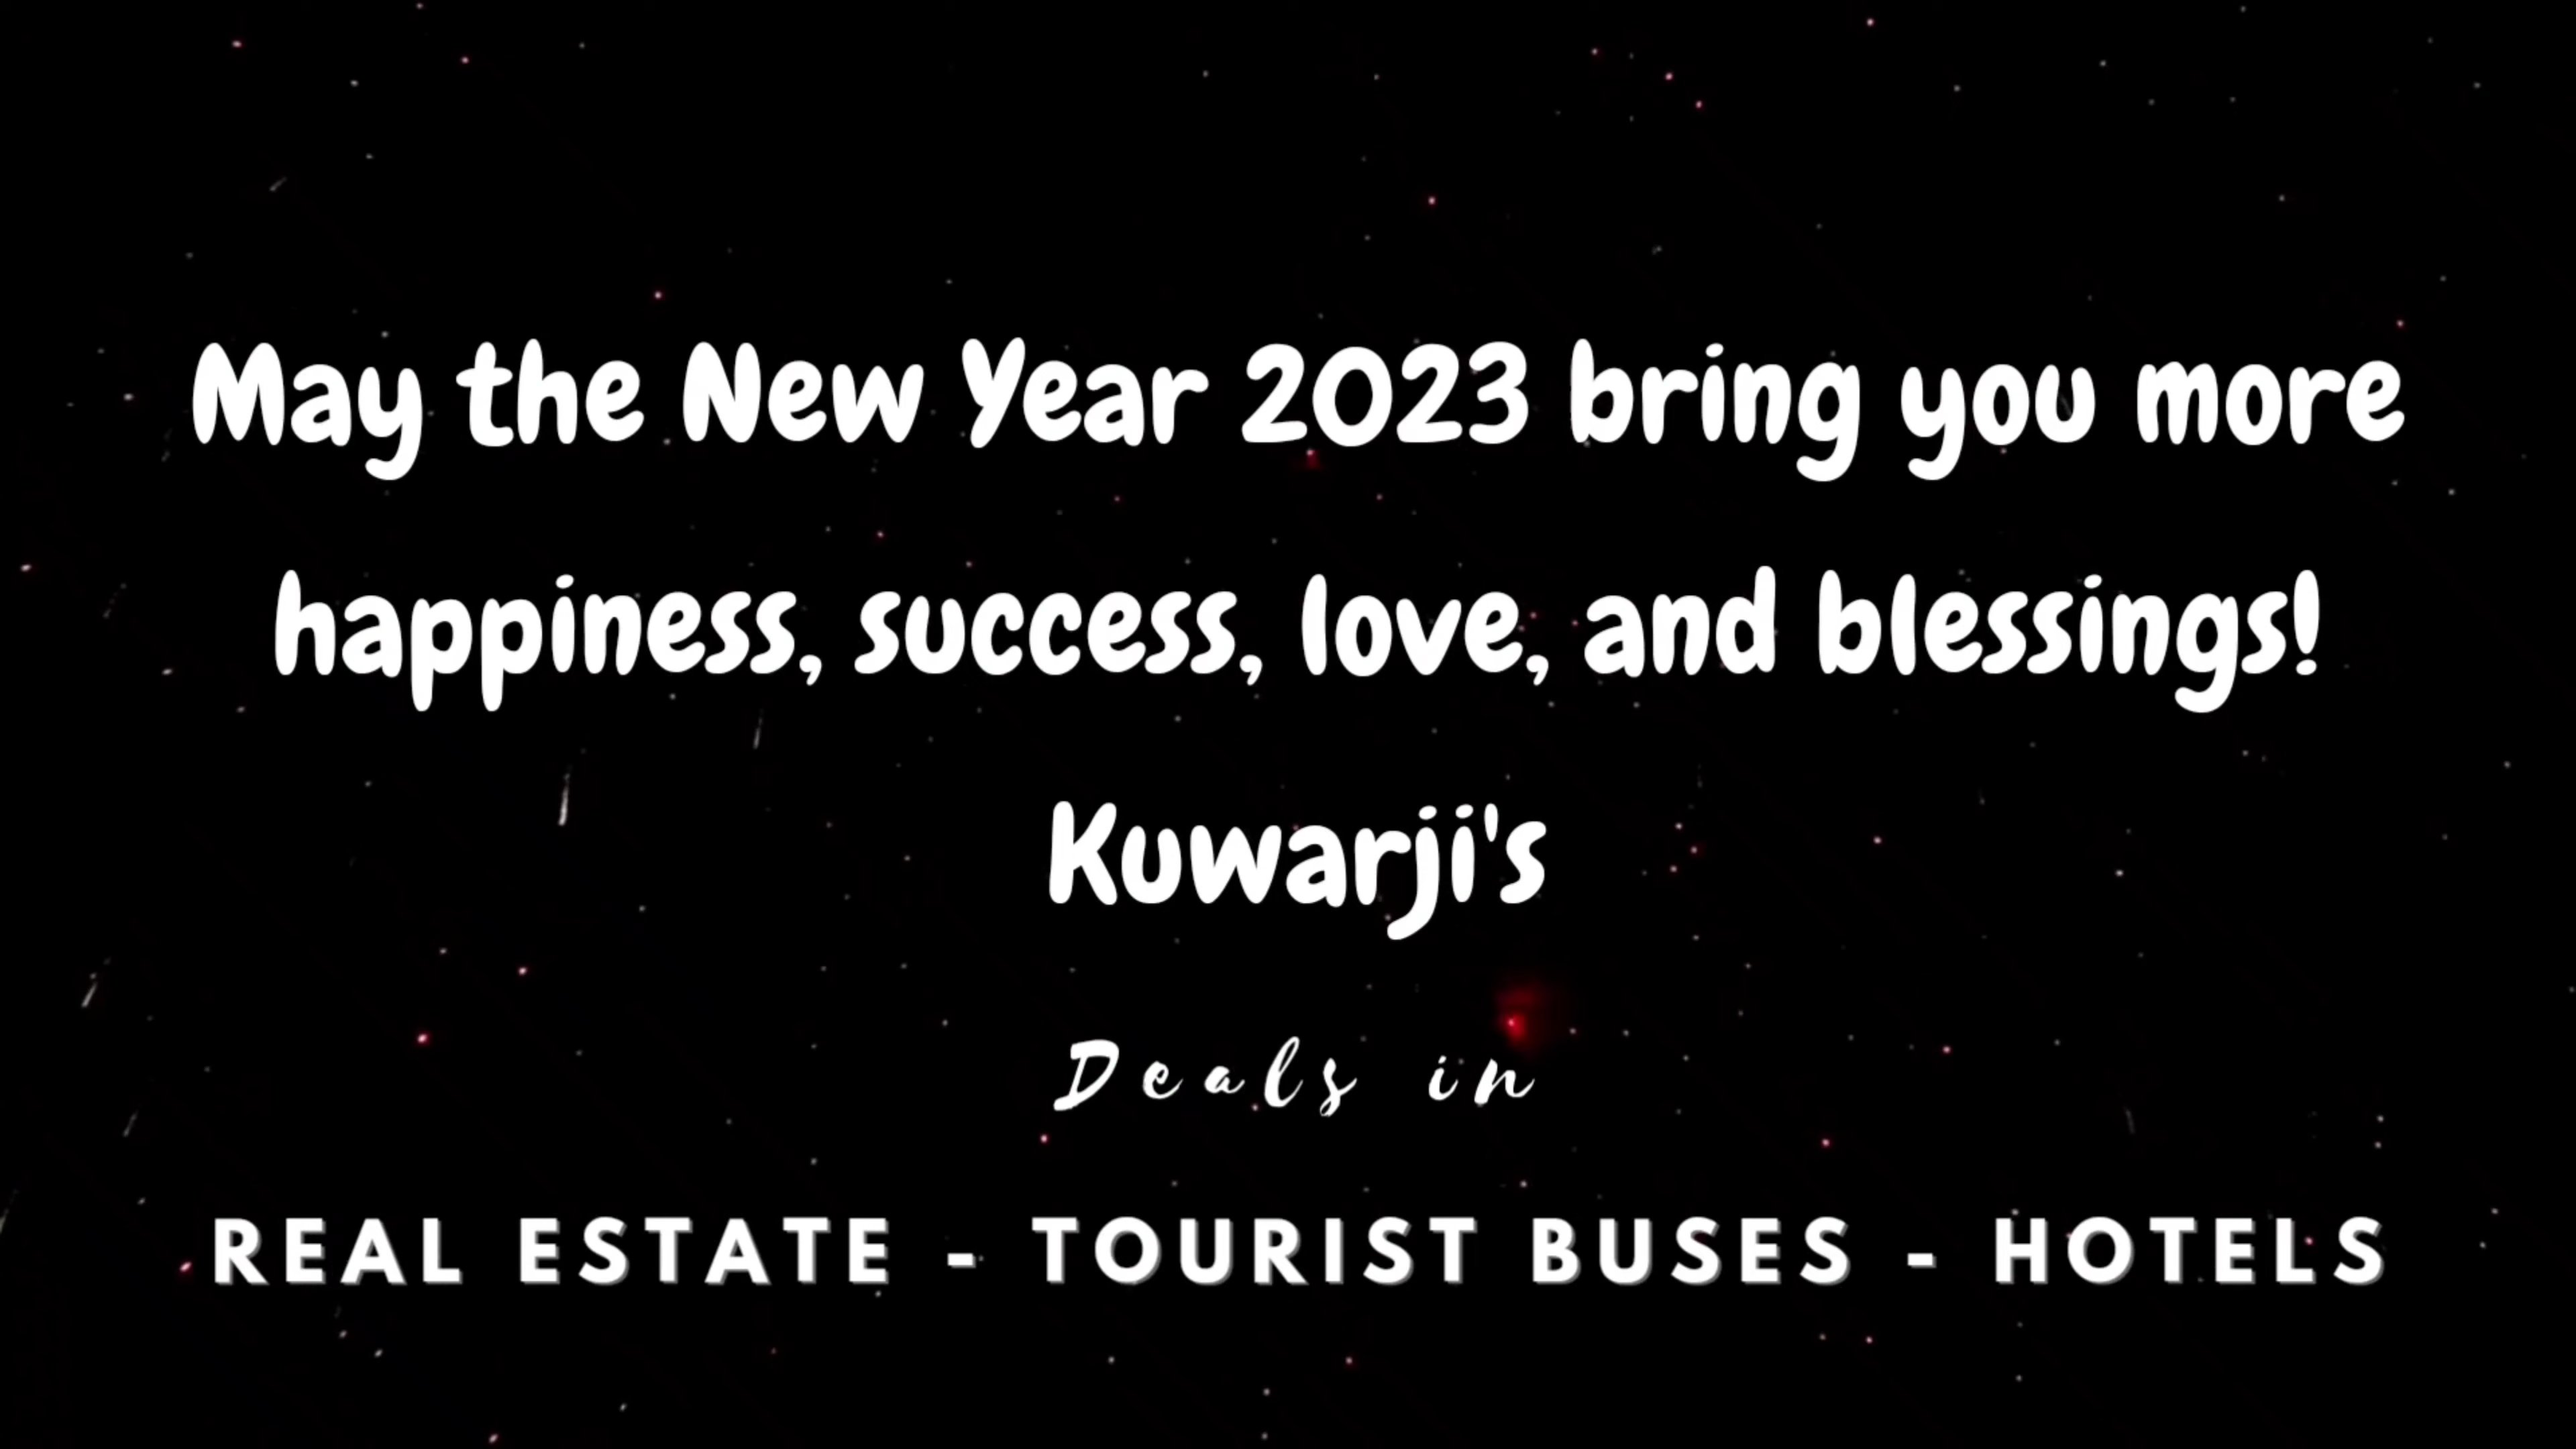 May the New Year 2023 bring you more
happiness, success, love, and blessings!
Kuwarji's
Deals in
REAL ESTATE - TOURIST BUSES - HOTELS